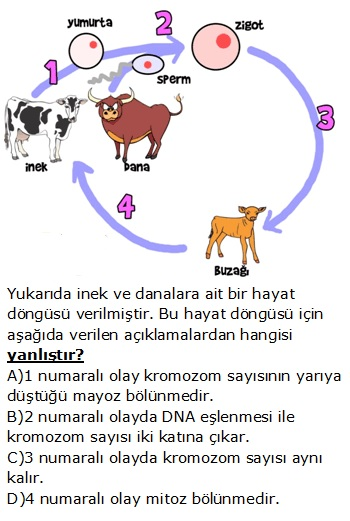 yumurta
2
zigot
1
sperm
3
inek
Dana
4
Buzağı
Yukarıda inek ve danalara ait bir hayat
döngüsü verilmiştir. Bu hayat döngüsü için
aşağıda verilen açıklamalardan hangisi
yanlıştır?
A)1 numaralı olay kromozom sayısının yarıya
düştüğü mayoz bölünmedir.
B)2 numaralı olayda DNA eşlenmesi ile
kromozom sayısı iki katına çıkar.
C)3 numaralı olayda kromozom sayısı aynı
kalır.
D)4 numaralı olay mitoz bölünmedir.